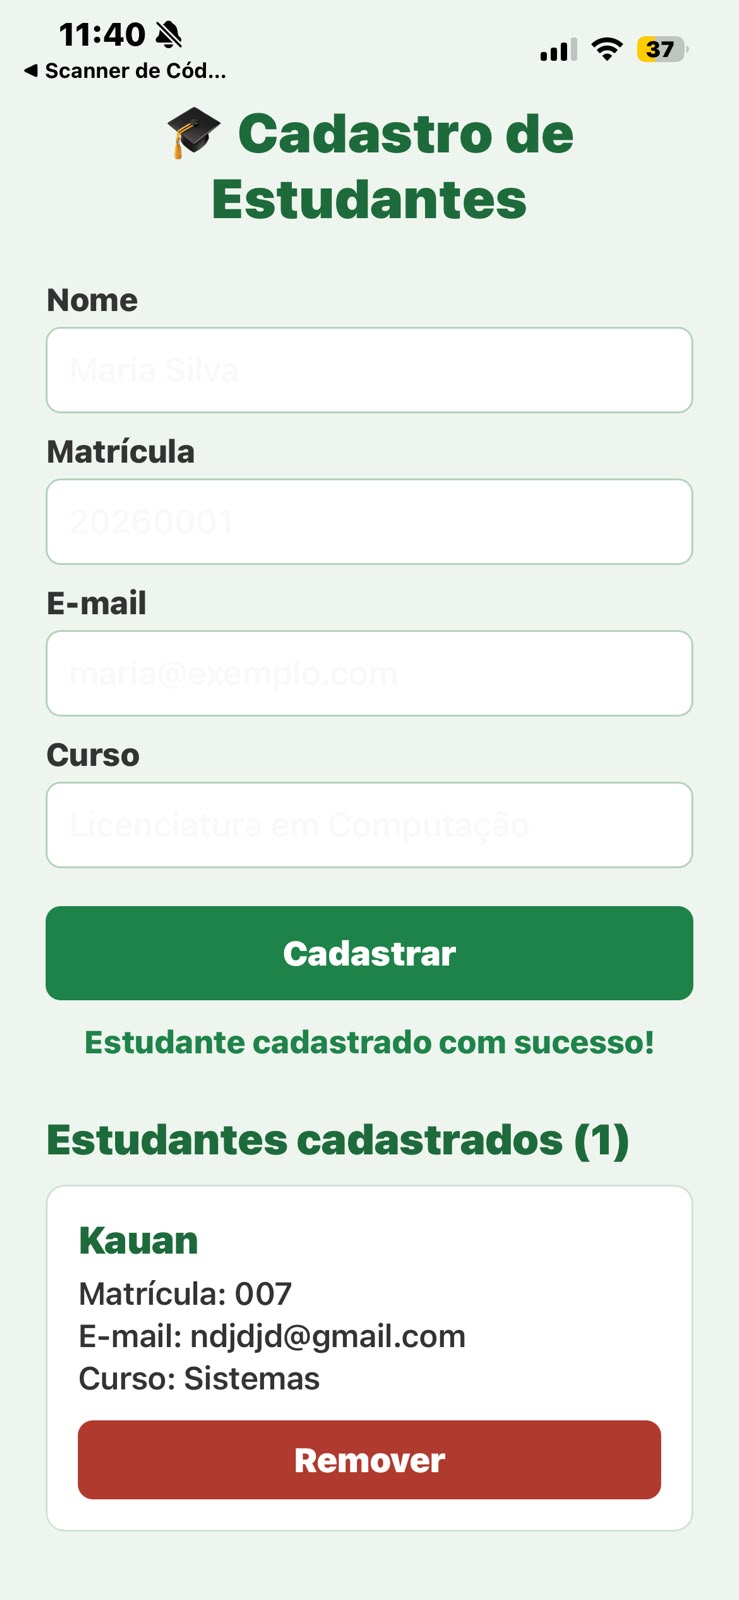 11:40
37
◀ Scanner de Cód...
🎓 Cadastro de
Estudantes
Nome
Maria Silva
Matrícula
20260001
E-mail
maria@exemplo.com
Curso
Licenciatura em Computação
Cadastrar
Estudante cadastrado com sucesso!
Estudantes cadastrados (1)
Kauan
Matrícula: 007
E-mail: ndjdjd@gmail.com
Curso: Sistemas
Remover